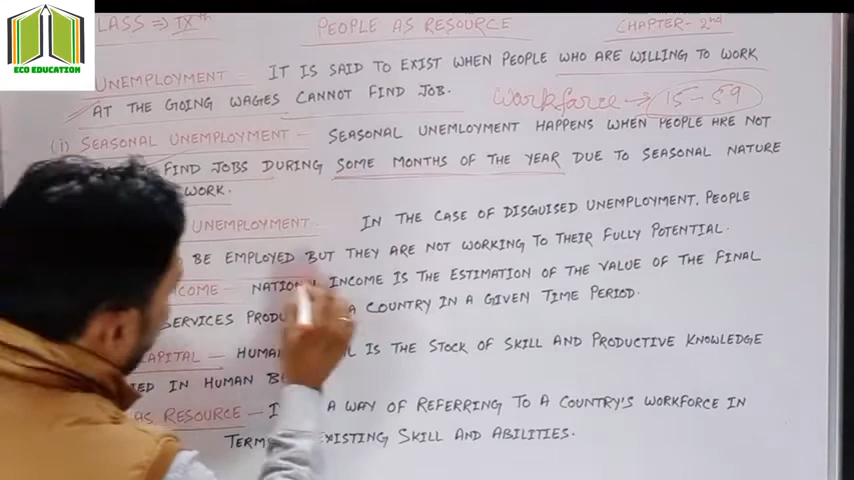 ECO EDUCATION
LASS => IXth PEOPLE AS RESOURCE CHAPTER- 2nd
UNEMPLOYMENT - IT IS SAID TO EXIST WHEN PEOPLE WHO ARE WILLING TO WORK
AT THE GOING WAGES CANNOT FIND JOB. Workforce → 15 - 59
(i) SEASONAL UNEMPLOYMENT - SEASONAL UNEMLOYMENT HAPPENS WHEN PEOPLE ARE NOT
FIND JOBS DURING SOME MONTHS OF THE YEAR DUE TO SEASONAL NATURE
WORK.
UNEMPLOYMENT - IN THE CASE OF DISGUISED UNEMPLOYMENT, PEOPLE
BE EMPLOYED BUT THEY ARE NOT WORKING TO THEIR FULLY POTENTIAL.
COME - NATION INCOME IS THE ESTIMATION OF THE VALUE OF THE FINAL
SERVICES PRODU A COUNTRY IN A GIVEN TIME PERIOD.
CAPITAL - HUMA L IS THE STOCK OF SKILL AND PRODUCTIVE KNOWLEDGE
IED IN HUMAN BE
AS RESOURCE - I A WAY OF REFERRING TO A COUNTRY'S WORKFORCE IN
TERM EXISTING SKILL AND ABILITIES.